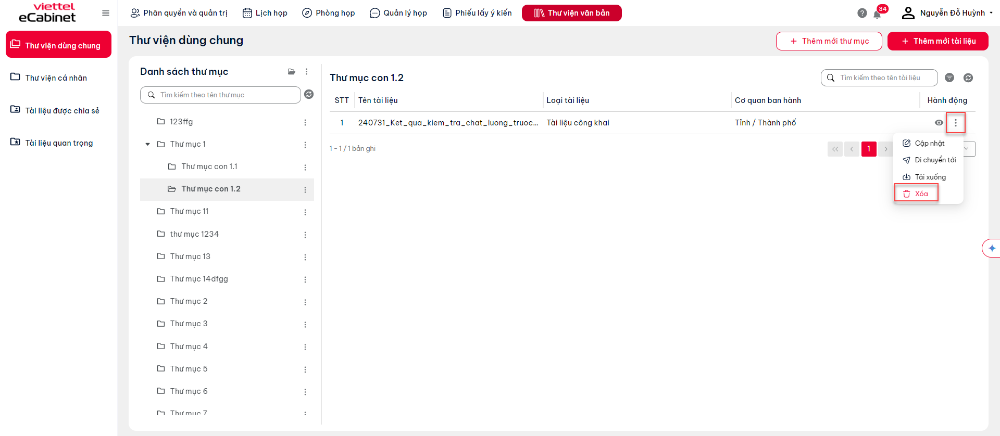 viettel
eCabinet
Phân quyền và quản trị
Lịch họp
Phòng họp
Quản lý họp
Phiếu lấy ý kiến
Thư viện văn bản
?
34
Nguyễn Đỗ Huỳnh
Thư viện dùng chung
Thư viện cá nhân
Tài liệu được chia sẻ
Tài liệu quan trọng
Thư viện dùng chung
+ Thêm mới thư mục
+ Thêm mới tài liệu
Danh sách thư mục
Tìm kiếm theo tên thư mục
123ffg
Thư mục 1
Thư mục con 1.1
Thư mục con 1.2
Thư mục 11
thư mục 1234
Thư mục 13
Thư mục 14dfgg
Thư mục 2
Thư mục 3
Thư mục 4
Thư mục 5
Thư mục 6
Thư mục 7
Thư mục con 1.2
Tìm kiếm theo tên tài liệu
STT Tên tài liệu Loại tài liệu Cơ quan ban hành Hành động
1 240731_Ket_qua_kiem_tra_chat_luong_truoc... Tài liệu công khai Tỉnh / Thành phố
1 - 1 / 1 bản ghi
1
Cập nhật
Di chuyển tới
Tải xuống
Xóa